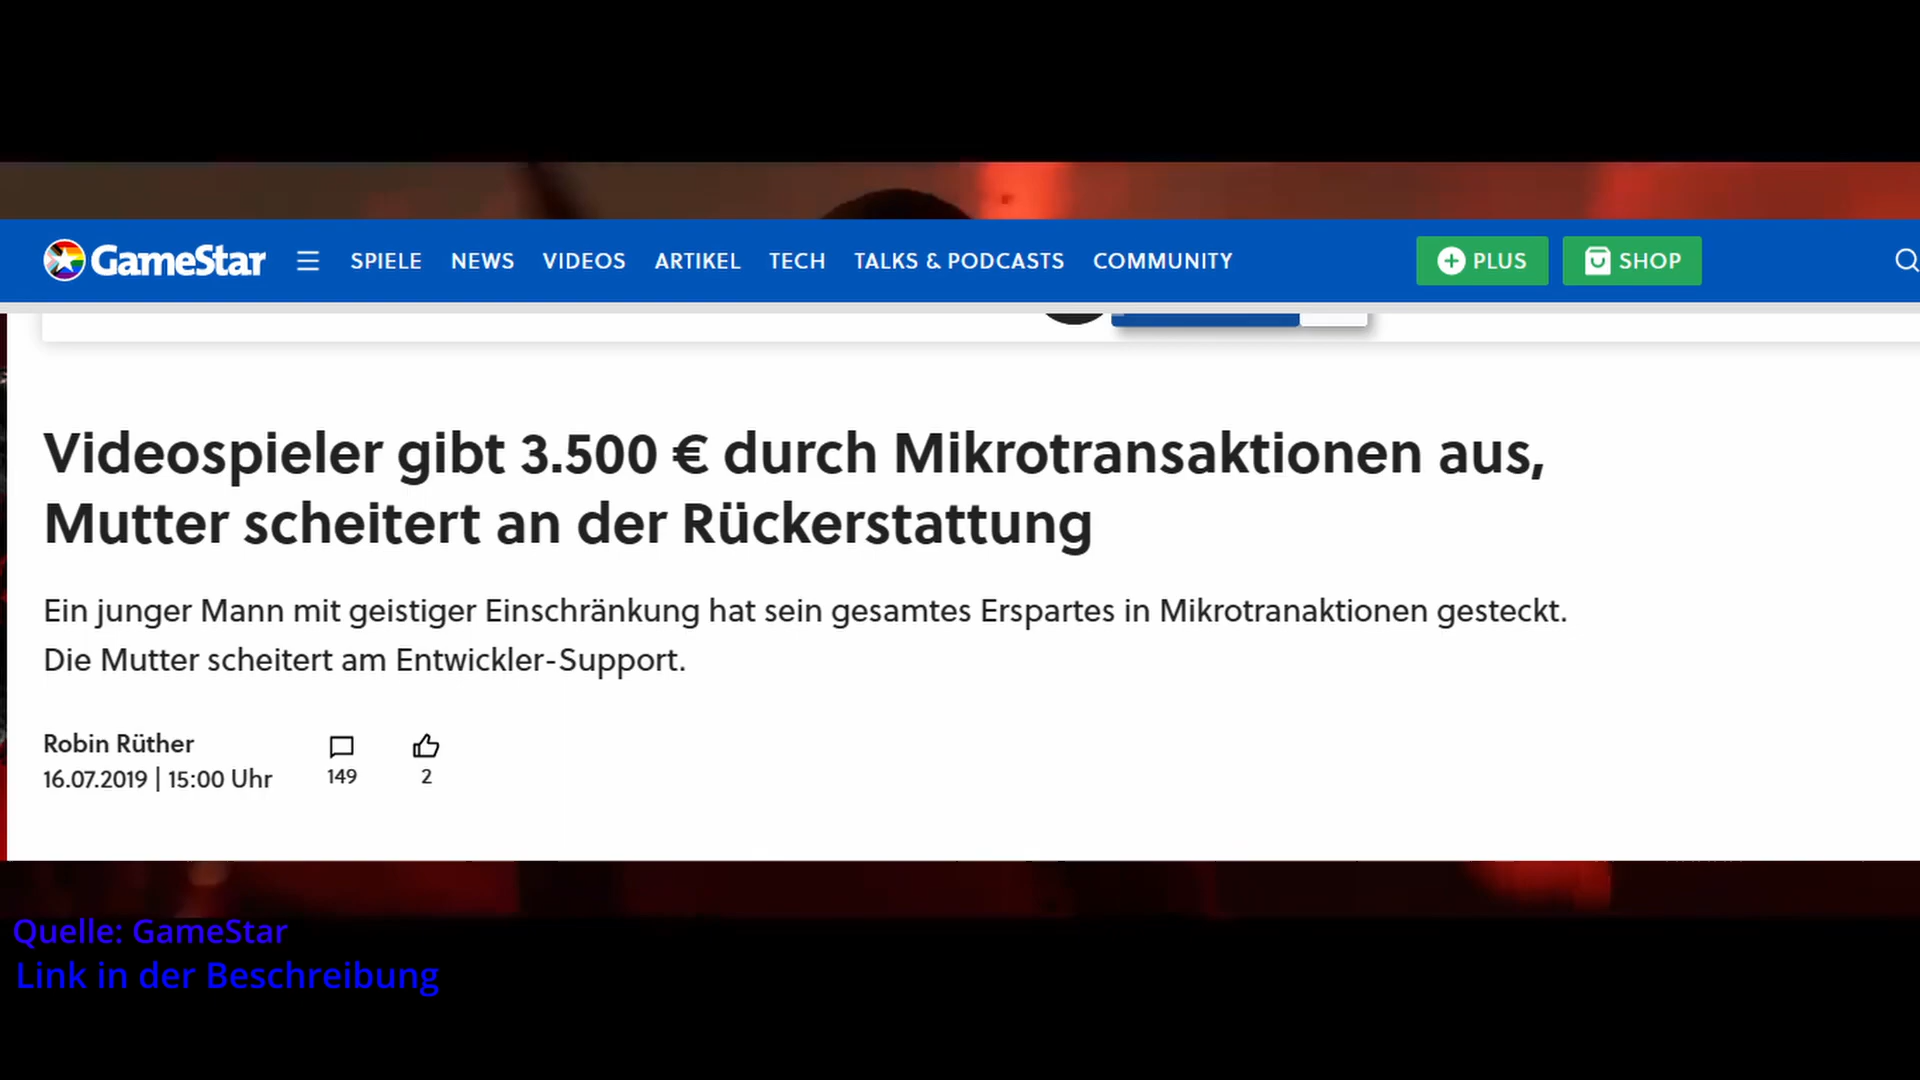 GameStar SPIELE NEWS VIDEOS ARTIKEL TECH TALKS & PODCASTS COMMUNITY PLUS SHOP
Videospieler gibt 3.500 € durch Mikrotransaktionen aus,
Mutter scheitert an der Rückerstattung
Ein junger Mann mit geistiger Einschränkung hat sein gesamtes Erspartes in Mikrotranaktionen gesteckt.
Die Mutter scheitert am Entwickler-Support.
Robin Rüther
16.07.2019 | 15:00 Uhr
149 2
Quelle: GameStar
Link in der Beschreibung